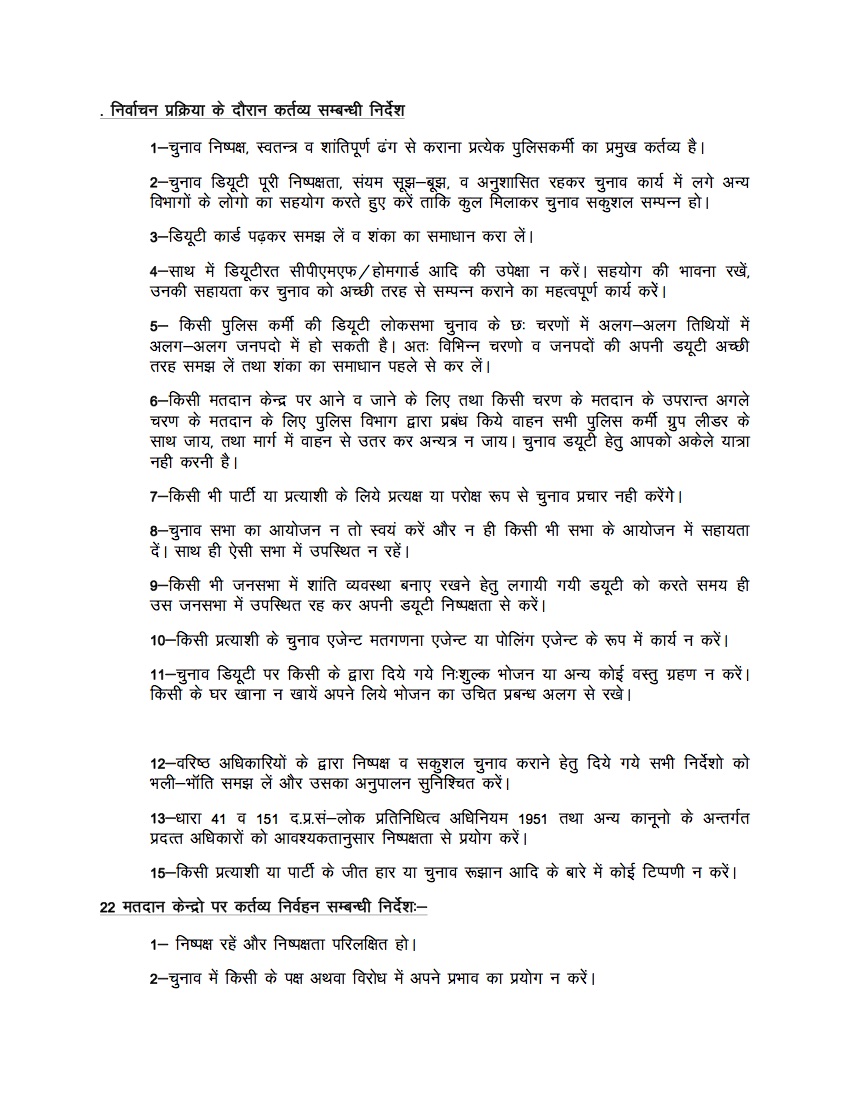 . निर्वाचन प्रक्रिया के दौरान कर्तव्य सम्बन्धी निर्देश
1–चुनाव निष्पक्ष, स्वतन्त्र व शांतिपूर्ण ढंग से कराना प्रत्येक पुलिसकर्मी का प्रमुख कर्तव्य है।
2–चुनाव डियूटी पूरी निष्पक्षता, संयम सूझ–बूझ, व अनुशासित रहकर चुनाव कार्य में लगे अन्य
विभागों के लोगो का सहयोग करते हुए करें ताकि कुल मिलाकर चुनाव सकुशल सम्पन्न हो।
3–डियूटी कार्ड पढ़कर समझ लें व शंका का समाधान करा लें।
4–साथ में डियूटीरत सीपीएमएफ/होमगार्ड आदि की उपेक्षा न करें। सहयोग की भावना रखें,
उनकी सहायता कर चुनाव को अच्छी तरह से सम्पन्न कराने का महत्वपूर्ण कार्य करें।
5– किसी पुलिस कर्मी की डियूटी लोकसभा चुनाव के छः चरणों में अलग–अलग तिथियों में
अलग–अलग जनपदो में हो सकती है। अतः विभिन्न चरणो व जनपदों की अपनी डयूटी अच्छी
तरह समझ लें तथा शंका का समाधान पहले से कर लें।
6–किसी मतदान केन्द्र पर आने व जाने के लिए तथा किसी चरण के मतदान के उपरान्त अगले
चरण के मतदान के लिए पुलिस विभाग द्वारा प्रबंध किये वाहन सभी पुलिस कर्मी ग्रुप लीडर के
साथ जाय, तथा मार्ग में वाहन से उतर कर अन्यत्र न जाय। चुनाव डयूटी हेतु आपको अकेले यात्रा
नही करनी है।
7–किसी भी पार्टी या प्रत्याशी के लिये प्रत्यक्ष या परोक्ष रूप से चुनाव प्रचार नही करेंगे।
8–चुनाव सभा का आयोजन न तो स्वयं करें और न ही किसी भी सभा के आयोजन में सहायता
दें। साथ ही ऐसी सभा में उपस्थित न रहें।
9–किसी भी जनसभा में शांति व्यवस्था बनाए रखने हेतु लगायी गयी डयूटी को करते समय ही
उस जनसभा में उपस्थित रह कर अपनी डयूटी निष्पक्षता से करें।
10–किसी प्रत्याशी के चुनाव एजेन्ट मतगणना एजेन्ट या पोलिंग एजेन्ट के रूप में कार्य न करें।
11–चुनाव डियूटी पर किसी के द्वारा दिये गये निःशुल्क भोजन या अन्य कोई वस्तु ग्रहण न करें।
किसी के घर खाना न खायें अपने लिये भोजन का उचित प्रबन्ध अलग से रखे।
12–वरिष्ठ अधिकारियों के द्वारा निष्पक्ष व सकुशल चुनाव कराने हेतु दिये गये सभी निर्देशो को
भली–भॉति समझ लें और उसका अनुपालन सुनिश्चित करें।
13–धारा 41 व 151 द.प्र.सं–लोक प्रतिनिधित्व अधिनियम 1951 तथा अन्य कानूनो के अन्तर्गत
प्रदत्त अधिकारों को आवश्यकतानुसार निष्पक्षता से प्रयोग करें।
15–किसी प्रत्याशी या पार्टी के जीत हार या चुनाव रूझान आदि के बारे में कोई टिप्पणी न करें।
22 मतदान केन्द्रो पर कर्तव्य निर्वहन सम्बन्धी निर्देशः–
1– निष्पक्ष रहें और निष्पक्षता परिलक्षित हो।
2–चुनाव में किसी के पक्ष अथवा विरोध में अपने प्रभाव का प्रयोग न करें।